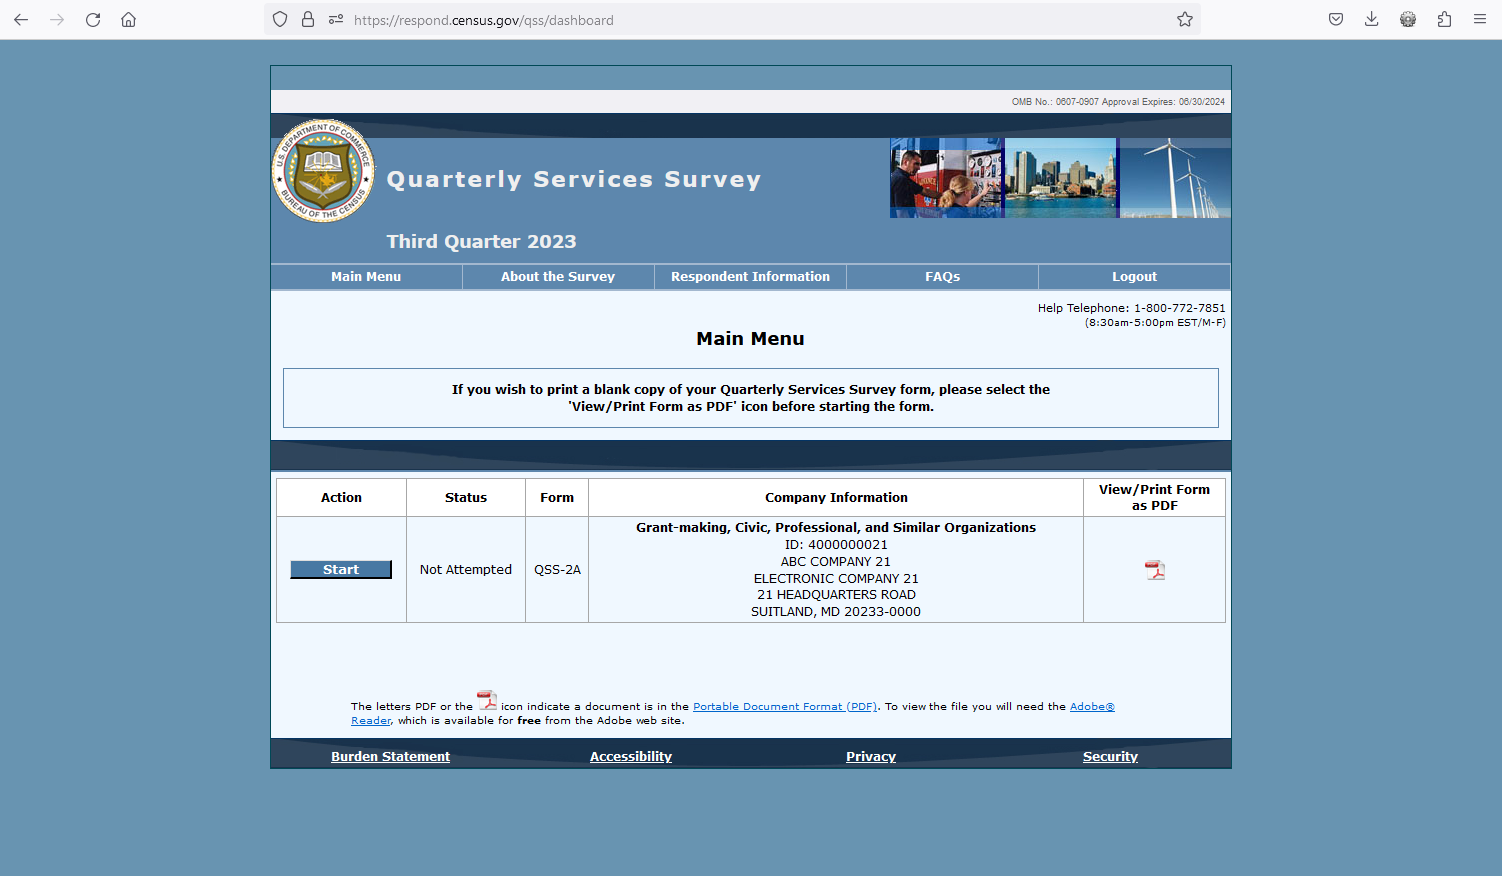 https://respond.census.gov/qss/dashboard
OMB No.: 0607-0907 Approval Expires: 06/30/2024
U.S. DEPARTMENT OF COMMERCE
BUREAU OF THE CENSUS
Quarterly Services Survey
Third Quarter 2023
Main Menu About the Survey Respondent Information FAQs Logout
Help Telephone: 1-800-772-7851
(8:30am-5:00pm EST/M-F)
Main Menu
If you wish to print a blank copy of your Quarterly Services Survey form, please select the
'View/Print Form as PDF' icon before starting the form.
Action Status Form Company Information View/Print Form
as PDF
Grant-making, Civic, Professional, and Similar Organizations
ID: 4000000021
ABC COMPANY 21
Start Not Attempted QSS-2A
ELECTRONIC COMPANY 21
21 HEADQUARTERS ROAD
SUITLAND, MD 20233-0000
The letters PDF or the icon indicate a document is in the Portable Document Format (PDF). To view the file you will need the Adobe®
Reader, which is available for free from the Adobe web site.
Burden Statement Accessibility Privacy Security